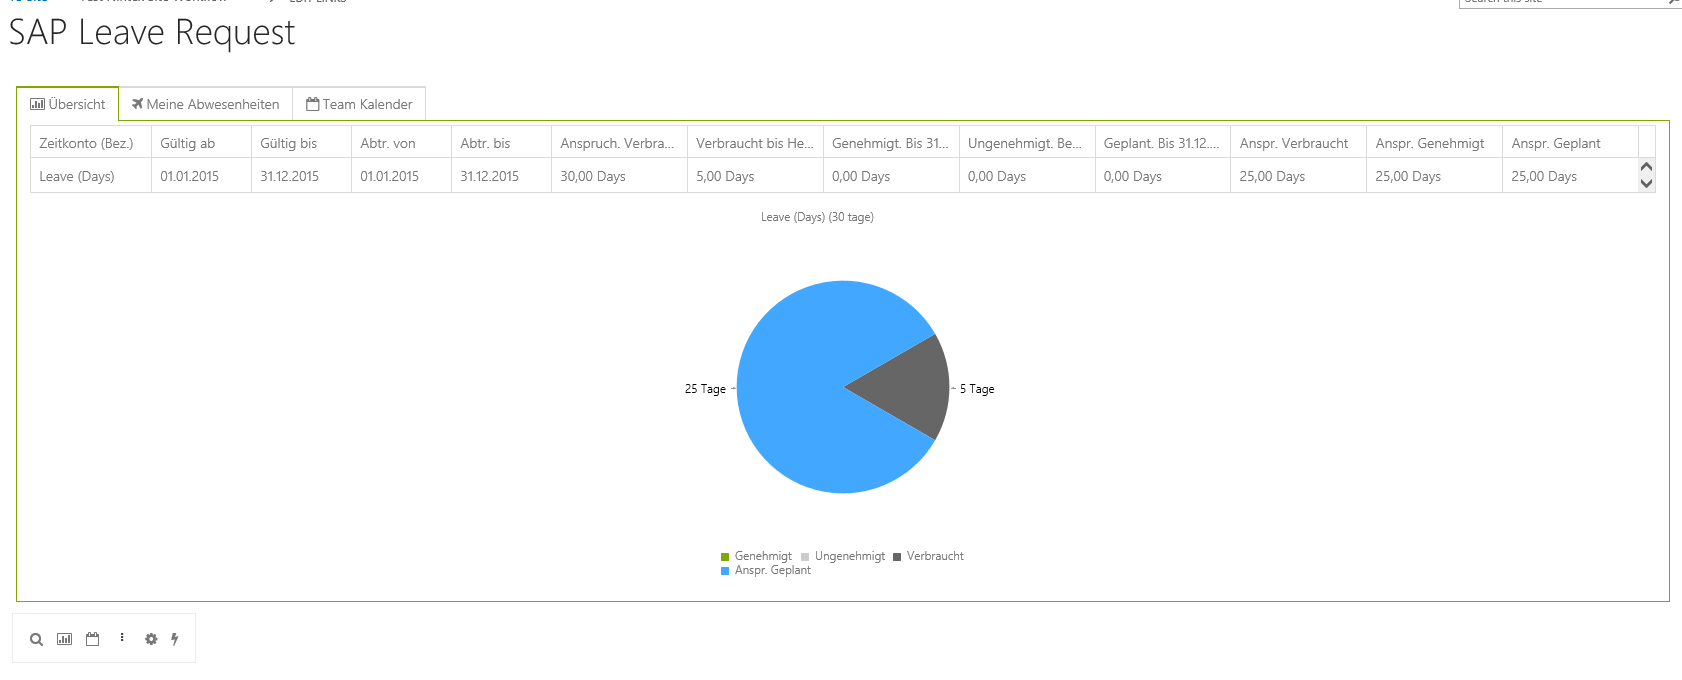 SAP Leave Request
Übersicht Meine Abwesenheiten Team Kalender
Zeitkonto (Bez.) Gültig ab Gültig bis Abtr. von Abtr. bis Anspruch. Verbra... Verbraucht bis He... Genehmigt. Bis 31... Ungenehmigt. Be... Geplant. Bis 31.12.... Anspr. Verbraucht Anspr. Genehmigt Anspr. Geplant
Leave (Days) 01.01.2015 31.12.2015 01.01.2015 31.12.2015 30,00 Days 5,00 Days 0,00 Days 0,00 Days 0,00 Days 25,00 Days 25,00 Days 25,00 Days
Leave (Days) (30 tage)
25 Tage 5 Tage
Genehmigt Ungenehmigt Verbraucht
Anspr. Geplant